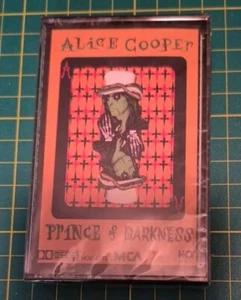 ALICE COOPER
A
PRINCE OF DARKNESS
MCA